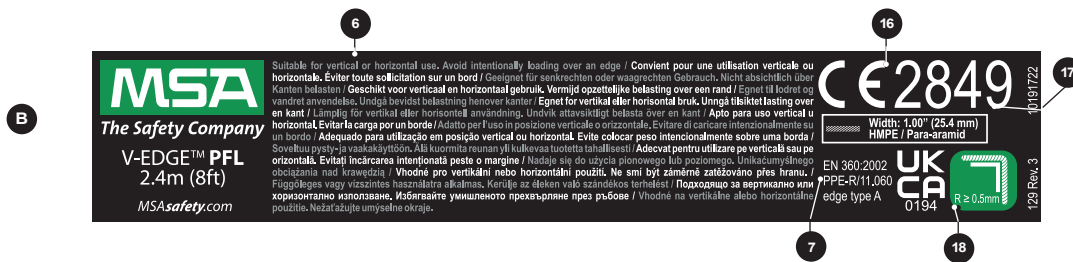 6
16
17
B
MSA
The Safety Company
V-EDGE™ PFL
2.4m (8ft)
MSAsafety.com
Suitable for vertical or horizontal use. Avoid intentionally loading over an edge / Convient pour une utilisation verticale ou
horizontale. Éviter toute sollicitation sur un bord / Geeignet für senkrechten oder waagrechten Gebrauch. Nicht absichtlich über
Kanten belasten / Geschikt voor verticaal en horizontaal gebruik. Vermijd opzettelijke belasting over een rand / Egnet til lodret og
vandret anvendelse. Undgå bevidst belastning henover kanter / Egnet for vertikal eller horisontal bruk. Unngå tilsiktet lasting over
en kant / Lämplig för vertikal eller horisontell användning. Undvik attavsiktligt belasta över en kant / Apto para uso vertical u
horizontal, Evitar la carga por un borde / Adatto per l'uso in posizione verticale o orizzontale. Evitare di caricare intenzionalmente su
un bordo / Adequado para utilização em posição vertical ou horizontal. Evite colocar peso intencionalmente sobre uma borda /
Soveltuu pysty- ja vaakakäyttöön. Älä kuormita reunan yli kulkevaa tuotetta tahallisesti / Adecvat pentru utilizare pe verticală sau pe
orizontală. Evitați încărcarea intenționată peste o margine / Nadaje się do użycia pionowego lub poziomego. Unikać umyślnego
obciążania nad krawędzią / Vhodné pro vertikální nebo horizontální použití. Ne smí být záměrně zatěžováno přes hranu. /
Függőleges vagy vízszintes használatra alkalmas. Kerülje az éleken való szándékos terhelést / Подходящо за вертикално или
хоризонтално използване. Избягвайте умишленото прехвърляне през ръбове / Vhodné na vertikálne alebo horizontálne
použitie. Nezaťažujte umyselne okraje.
CE2849
Width: 1.00” (25.4 mm)
HMPE / Para-aramid
EN 360:2002
PPE-R/11.060
edge type A
UK
CA
0194
R ≥ 0.5mm
129 Rev. 3
10191722
7
18